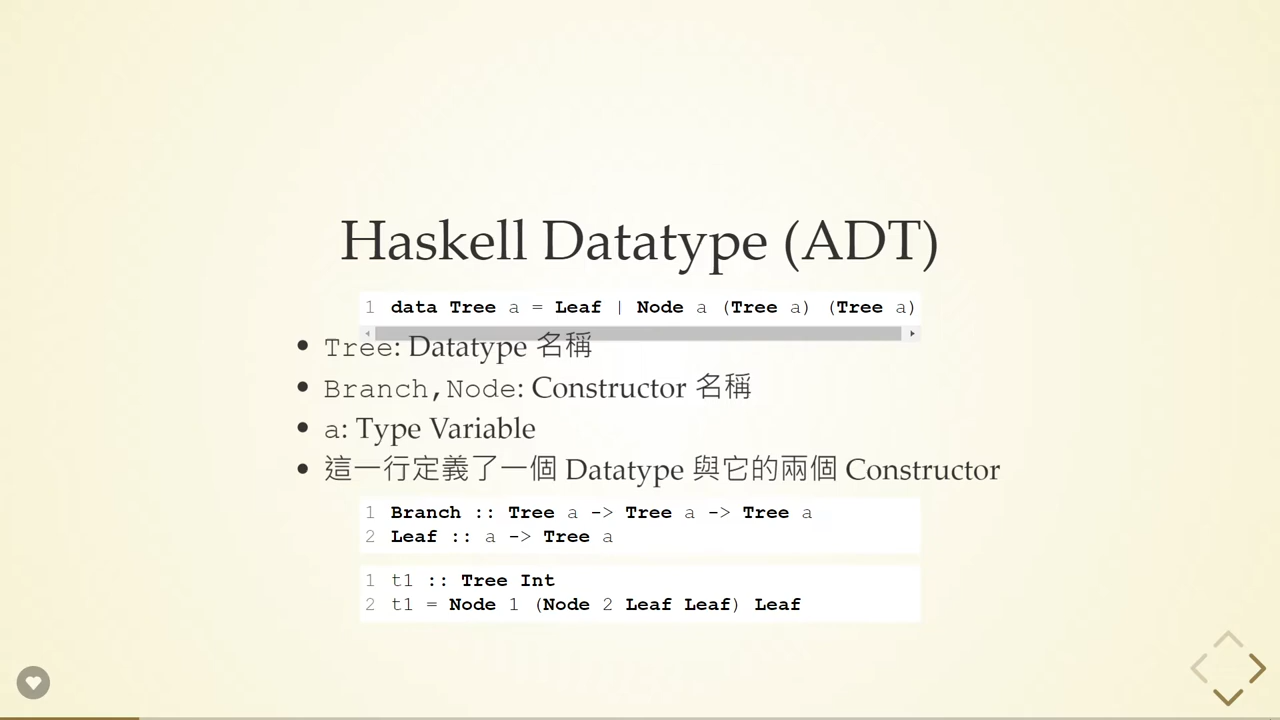 Haskell Datatype (ADT)
1 data Tree a = Leaf | Node a (Tree a) (Tree a)
• Tree: Datatype 名稱
• Branch,Node: Constructor 名稱
• a: Type Variable
• 這一行定義了一個 Datatype 與它的兩個 Constructor
1 Branch :: Tree a -> Tree a -> Tree a
2 Leaf :: a -> Tree a
1 t1 :: Tree Int
2 t1 = Node 1 (Node 2 Leaf Leaf) Leaf